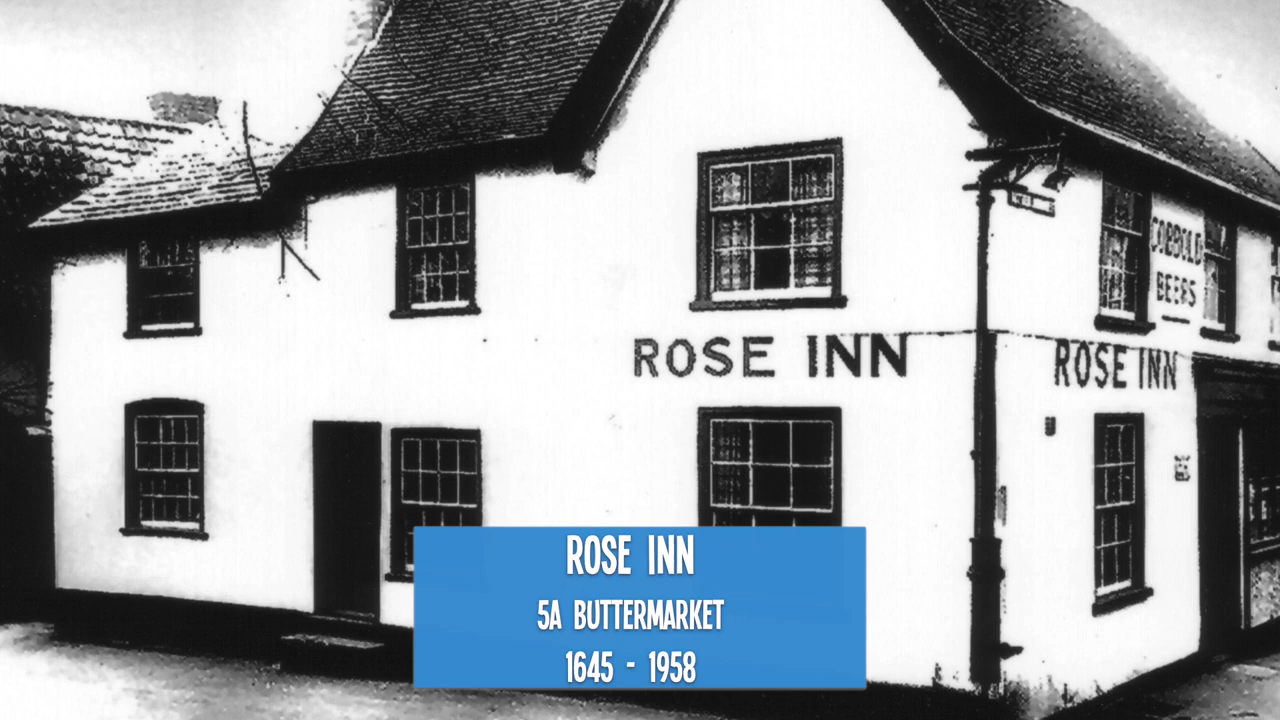 COBBOLD
BEERS
ROSE INN
ROSE INN
ROSE INN
5A BUTTERMARKET
1645 - 1958